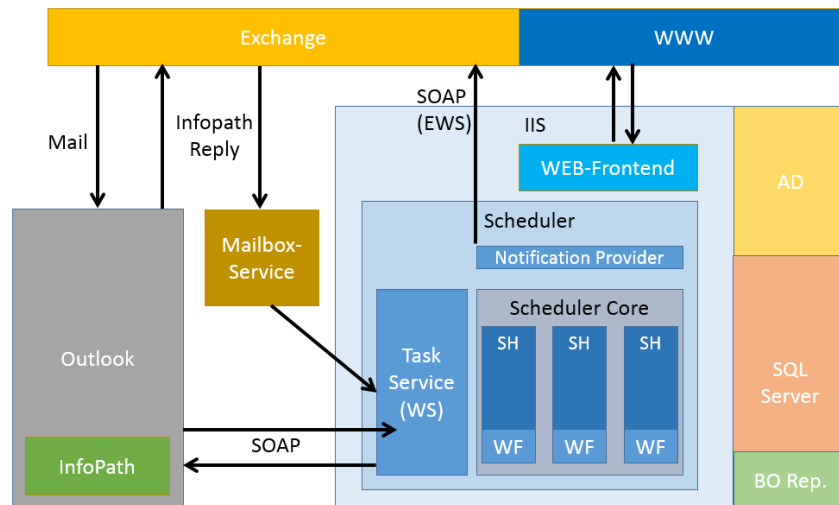 Exchange
WWW
SOAP
(EWS)
IIS
Mail
Infopath
Reply
WEB-Frontend
AD
Scheduler
Mailbox-
Service
Notification Provider
Scheduler Core
SH
SH
SH
Outlook
Task
Service
(WS)
SQL
Server
WF
WF
WF
SOAP
InfoPath
BO Rep.